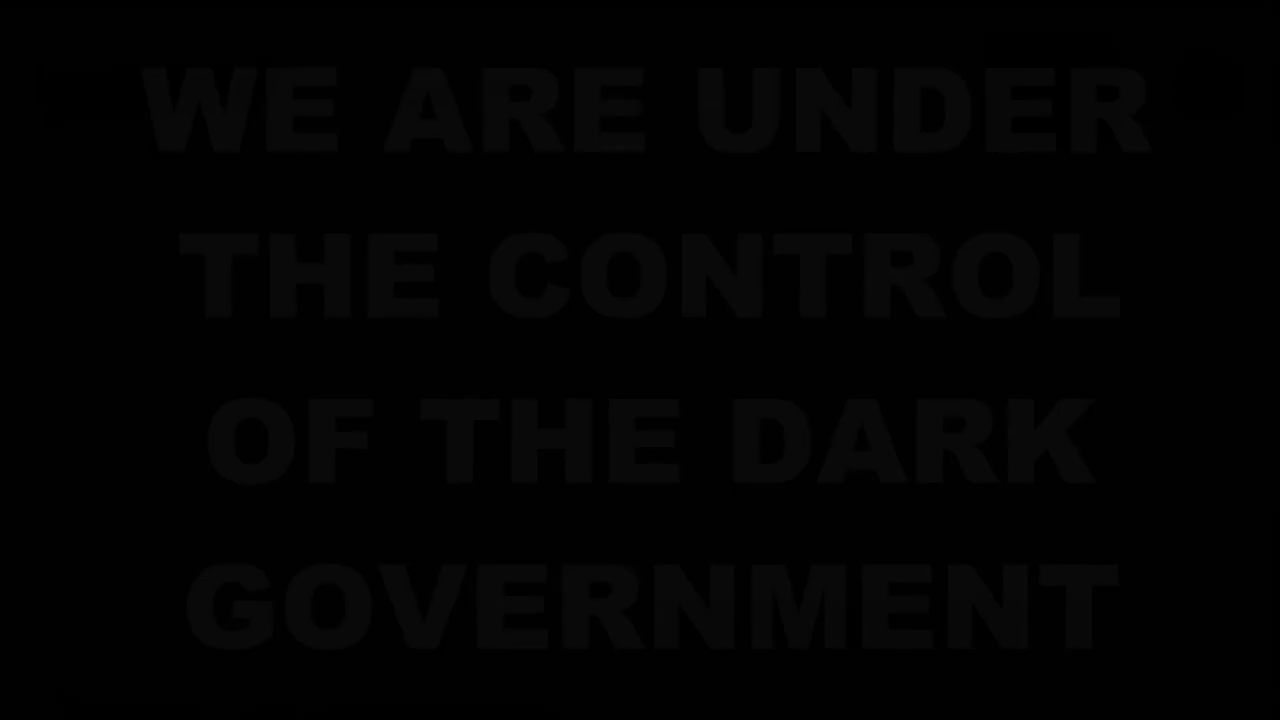 WE ARE UNDER
THE CONTROL
OF THE DARK
GOVERNMENT